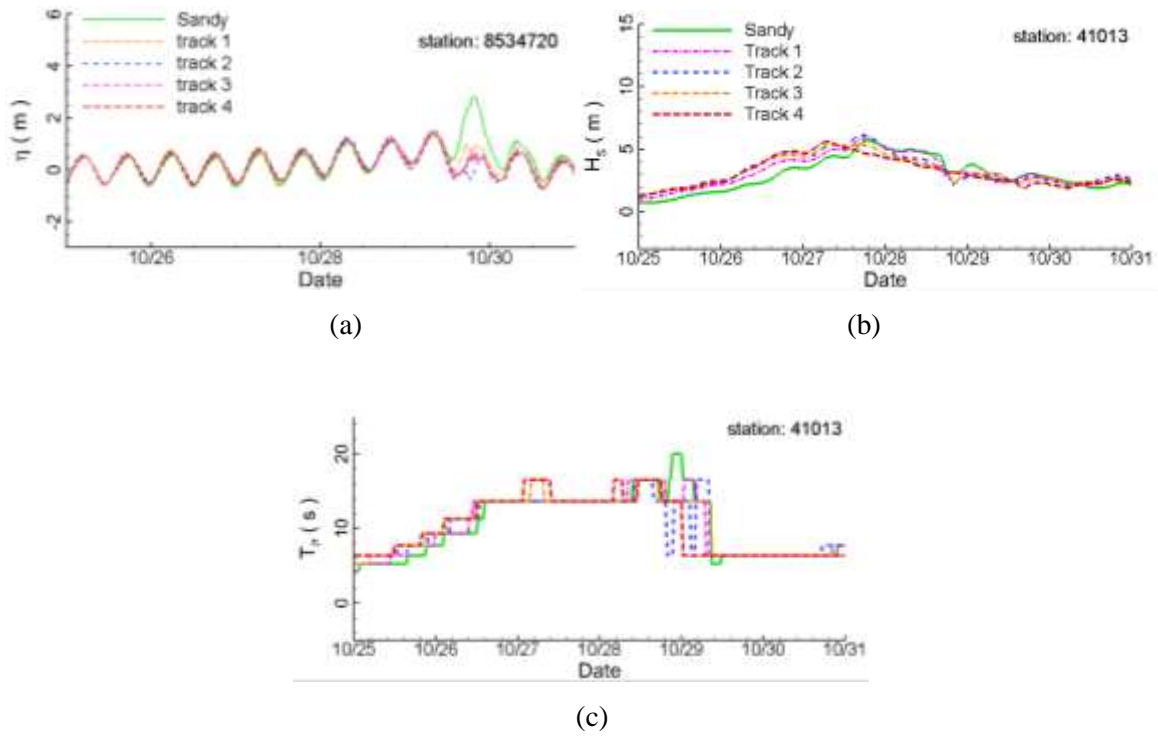 6
4
2
0
-2
η ( m )
Sandy
track 1
track 2
track 3
track 4
station: 8534720
10/26
10/28
10/30
Date
(a)
15
10
5
0
H_S ( m )
Sandy
Track 1
Track 2
Track 3
Track 4
station: 41013
10/25 10/26 10/27 10/28 10/29 10/30 10/31
Date
(b)
20
10
0
T ( s )
station: 41013
10/25 10/26 10/27 10/28 10/29 10/30 10/31
Date
(c)